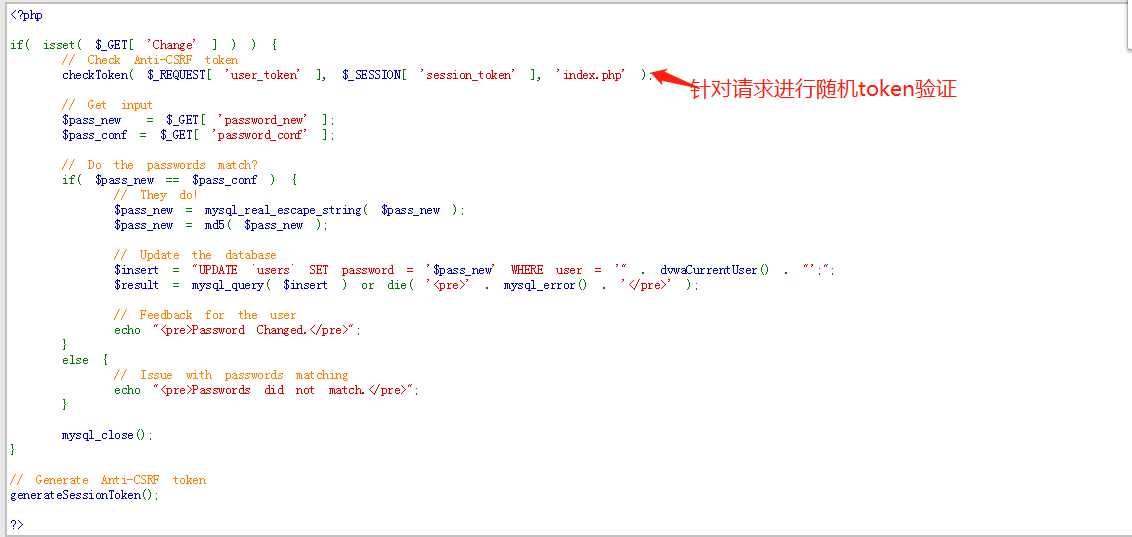 <?php
if( isset( $_GET[ 'Change' ] ) ) {
// Check Anti-CSRF token
checkToken( $_REQUEST[ 'user_token' ], $_SESSION[ 'session_token' ], 'index.php' );
针对请求进行随机token验证
// Get input
$pass_new = $_GET[ 'password_new' ];
$pass_conf = $_GET[ 'password_conf' ];
// Do the passwords match?
if( $pass_new == $pass_conf ) {
// They do!
$pass_new = mysql_real_escape_string( $pass_new );
$pass_new = md5( $pass_new );
// Update the database
$insert = "UPDATE `users` SET password = '$pass_new' WHERE user = '" . dvwaCurrentUser() . "';";
$result = mysql_query( $insert ) or die( '<pre>' . mysql_error() . '</pre>' );
// Feedback for the user
echo "<pre>Password Changed.</pre>";
}
else {
// Issue with passwords matching
echo "<pre>Passwords did not match.</pre>";
}
mysql_close();
}
// Generate Anti-CSRF token
generateSessionToken();
?>